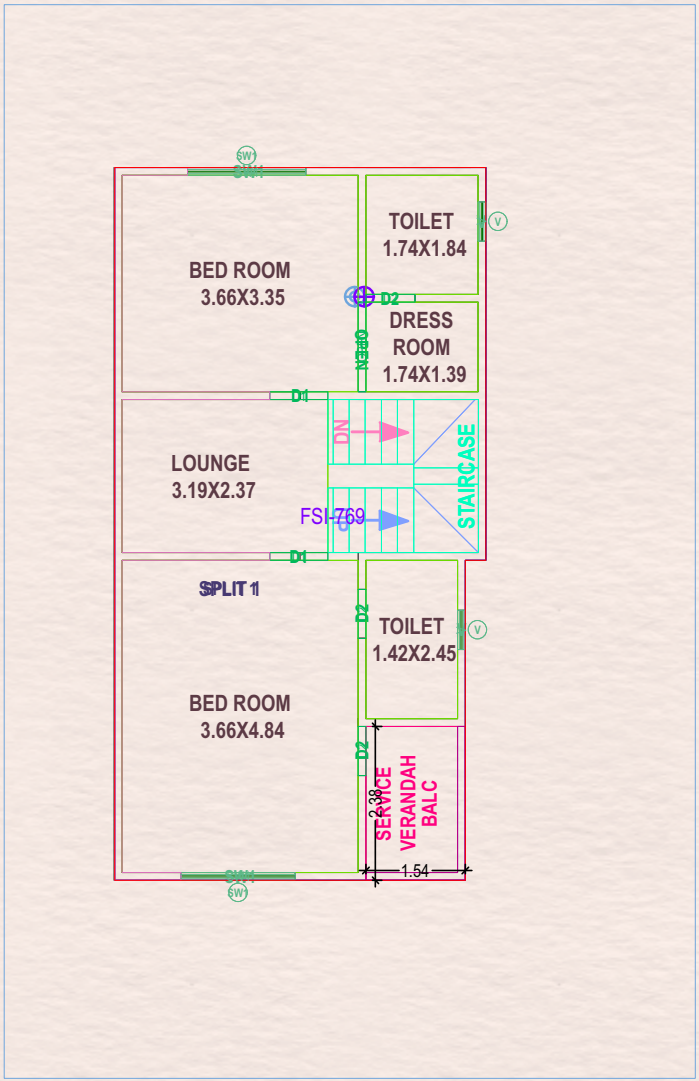 SW1
SW1
TOILET
1.74X1.84
V
BED ROOM
3.66X3.35
D2
DRESS
ROOM
1.74X1.39
OPEN
D1
DN
LOUNGE
3.19X2.37
STAIRCASE
FSI-769
UP
D1
SPLIT 1
D2
TOILET
1.42X2.45
V
BED ROOM
3.66X4.84
D2
SERVICE
VERANDAH
BALC
2.38
1.54
SW1
SW1